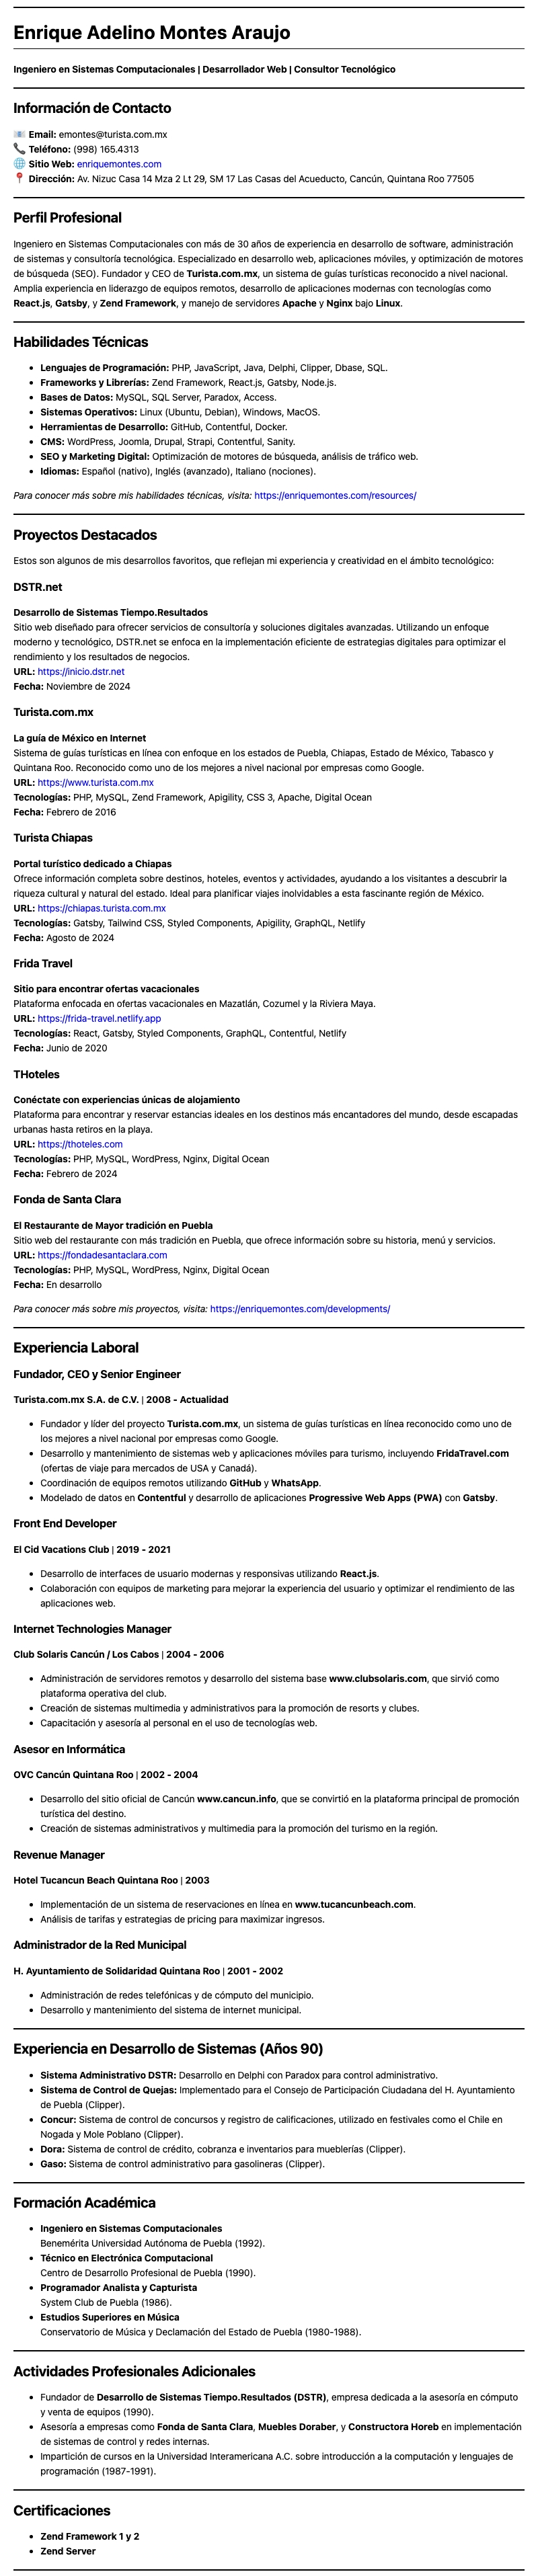 Enrique Adelino Montes Araujo
Ingeniero en Sistemas Computacionales | Desarrollador Web | Consultor Tecnológico
Información de Contacto
📧 Email: emontes@turista.com.mx
📞 Teléfono: (998) 165.4313
🌐 Sitio Web: enriquemontes.com
📍 Dirección: Av. Nizuc Casa 14 Mza 2 Lt 29, SM 17 Las Casas del Acueducto, Cancún, Quintana Roo 77505
Perfil Profesional
Ingeniero en Sistemas Computacionales con más de 30 años de experiencia en desarrollo de software, administración
de sistemas y consultoría tecnológica. Especializado en desarrollo web, aplicaciones móviles, y optimización de motores
de búsqueda (SEO). Fundador y CEO de Turista.com.mx, un sistema de guías turísticas reconocido a nivel nacional.
Amplia experiencia en liderazgo de equipos remotos, desarrollo de aplicaciones modernas con tecnologías como
React.js, Gatsby, y Zend Framework, y manejo de servidores Apache y Nginx bajo Linux.
Habilidades Técnicas
• Lenguajes de Programación: PHP, JavaScript, Java, Delphi, Clipper, Dbase, SQL.
• Frameworks y Librerías: Zend Framework, React.js, Gatsby, Node.js.
• Bases de Datos: MySQL, SQL Server, Paradox, Access.
• Sistemas Operativos: Linux (Ubuntu, Debian), Windows, MacOS.
• Herramientas de Desarrollo: GitHub, Contentful, Docker.
• CMS: WordPress, Joomla, Drupal, Strapi, Contentful, Sanity.
• SEO y Marketing Digital: Optimización de motores de búsqueda, análisis de tráfico web.
• Idiomas: Español (nativo), Inglés (avanzado), Italiano (nociones).
Para conocer más sobre mis habilidades técnicas, visita: https://enriquemontes.com/resources/
Proyectos Destacados
Estos son algunos de mis desarrollos favoritos, que reflejan mi experiencia y creatividad en el ámbito tecnológico:
DSTR.net
Desarrollo de Sistemas Tiempo.Resultados
Sitio web diseñado para ofrecer servicios de consultoría y soluciones digitales avanzadas. Utilizando un enfoque
moderno y tecnológico, DSTR.net se enfoca en la implementación eficiente de estrategias digitales para optimizar el
rendimiento y los resultados de negocios.
URL: https://inicio.dstr.net
Fecha: Noviembre de 2024
Turista.com.mx
La guía de México en Internet
Sistema de guías turísticas en línea con enfoque en los estados de Puebla, Chiapas, Estado de México, Tabasco y
Quintana Roo. Reconocido como uno de los mejores a nivel nacional por empresas como Google.
URL: https://www.turista.com.mx
Tecnologías: PHP, MySQL, Zend Framework, Apigility, CSS 3, Apache, Digital Ocean
Fecha: Febrero de 2016
Turista Chiapas
Portal turístico dedicado a Chiapas
Ofrece información completa sobre destinos, hoteles, eventos y actividades, ayudando a los visitantes a descubrir la
riqueza cultural y natural del estado. Ideal para planificar viajes inolvidables a esta fascinante región de México.
URL: https://chiapas.turista.com.mx
Tecnologías: Gatsby, Tailwind CSS, Styled Components, Apigility, GraphQL, Netlify
Fecha: Agosto de 2024
Frida Travel
Sitio para encontrar ofertas vacacionales
Plataforma enfocada en ofertas vacacionales en Mazatlán, Cozumel y la Riviera Maya.
URL: https://frida-travel.netlify.app
Tecnologías: React, Gatsby, Styled Components, GraphQL, Contentful, Netlify
Fecha: Junio de 2020
THoteles
Conéctate con experiencias únicas de alojamiento
Plataforma para encontrar y reservar estancias ideales en los destinos más encantadores del mundo, desde escapadas
urbanas hasta retiros en la playa.
URL: https://thoteles.com
Tecnologías: PHP, MySQL, WordPress, Nginx, Digital Ocean
Fecha: Febrero de 2024
Fonda de Santa Clara
El Restaurante de Mayor tradición en Puebla
Sitio web del restaurante con más tradición en Puebla, que ofrece información sobre su historia, menú y servicios.
URL: https://fondadesantaclara.com
Tecnologías: PHP, MySQL, WordPress, Nginx, Digital Ocean
Fecha: En desarrollo
Para conocer más sobre mis proyectos, visita: https://enriquemontes.com/developments/
Experiencia Laboral
Fundador, CEO y Senior Engineer
Turista.com.mx S.A. de C.V. | 2008 - Actualidad
• Fundador y líder del proyecto Turista.com.mx, un sistema de guías turísticas en línea reconocido como uno de
los mejores a nivel nacional por empresas como Google.
• Desarrollo y mantenimiento de sistemas web y aplicaciones móviles para turismo, incluyendo FridaTravel.com
(ofertas de viaje para mercados de USA y Canadá).
• Coordinación de equipos remotos utilizando GitHub y WhatsApp.
• Modelado de datos en Contentful y desarrollo de aplicaciones Progressive Web Apps (PWA) con Gatsby.
Front End Developer
El Cid Vacations Club | 2019 - 2021
• Desarrollo de interfaces de usuario modernas y responsivas utilizando React.js.
• Colaboración con equipos de marketing para mejorar la experiencia del usuario y optimizar el rendimiento de las
aplicaciones web.
Internet Technologies Manager
Club Solaris Cancún / Los Cabos | 2004 - 2006
• Administración de servidores remotos y desarrollo del sistema base www.clubsolaris.com, que sirvió como
plataforma operativa del club.
• Creación de sistemas multimedia y administrativos para la promoción de resorts y clubes.
• Capacitación y asesoría al personal en el uso de tecnologías web.
Asesor en Informática
OVC Cancún Quintana Roo | 2002 - 2004
• Desarrollo del sitio oficial de Cancún www.cancun.info, que se convirtió en la plataforma principal de promoción
turística del destino.
• Creación de sistemas administrativos y multimedia para la promoción del turismo en la región.
Revenue Manager
Hotel Tucancun Beach Quintana Roo | 2003
• Implementación de un sistema de reservaciones en línea en www.tucancunbeach.com.
• Análisis de tarifas y estrategias de pricing para maximizar ingresos.
Administrador de la Red Municipal
H. Ayuntamiento de Solidaridad Quintana Roo | 2001 - 2002
• Administración de redes telefónicas y de cómputo del municipio.
• Desarrollo y mantenimiento del sistema de internet municipal.
Experiencia en Desarrollo de Sistemas (Años 90)
• Sistema Administrativo DSTR: Desarrollo en Delphi con Paradox para control administrativo.
• Sistema de Control de Quejas: Implementado para el Consejo de Participación Ciudadana del H. Ayuntamiento
de Puebla (Clipper).
• Concur: Sistema de control de concursos y registro de calificaciones, utilizado en festivales como el Chile en
Nogada y Mole Poblano (Clipper).
• Dora: Sistema de control de crédito, cobranza e inventarios para mueblerías (Clipper).
• Gaso: Sistema de control administrativo para gasolineras (Clipper).
Formación Académica
• Ingeniero en Sistemas Computacionales
Benemérita Universidad Autónoma de Puebla (1992).
• Técnico en Electrónica Computacional
Centro de Desarrollo Profesional de Puebla (1990).
• Programador Analista y Capturista
System Club de Puebla (1986).
• Estudios Superiores en Música
Conservatorio de Música y Declamación del Estado de Puebla (1980-1988).
Actividades Profesionales Adicionales
• Fundador de Desarrollo de Sistemas Tiempo.Resultados (DSTR), empresa dedicada a la asesoría en cómputo
y venta de equipos (1990).
• Asesoría a empresas como Fonda de Santa Clara, Muebles Doraber, y Constructora Horeb en implementación
de sistemas de control y redes internas.
• Impartición de cursos en la Universidad Interamericana A.C. sobre introducción a la computación y lenguajes de
programación (1987-1991).
Certificaciones
• Zend Framework 1 y 2
• Zend Server